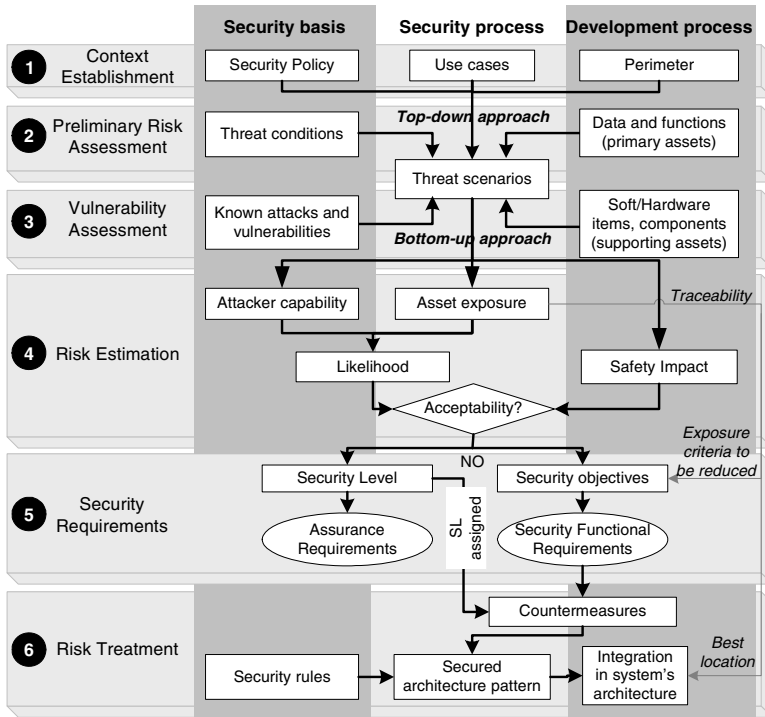 Security basis
Security process
Development process
1
Context
Establishment
Security Policy
Use cases
Perimeter
2
Preliminary Risk
Assessment
Top-down approach
Threat conditions
Data and functions
(primary assets)
Threat scenarios
3
Vulnerability
Assessment
Known attacks and
vulnerabilities
Soft/Hardware
items, components
(supporting assets)
Bottom-up approach
4
Risk Estimation
Attacker capability
Asset exposure
Traceability
Likelihood
Safety Impact
Acceptability?
NO
Exposure
criteria to
be reduced
5
Security
Requirements
Security Level
Security objectives
SL
assigned
Assurance
Requirements
Security Functional
Requirements
6
Risk Treatment
Countermeasures
Security rules
Secured
architecture pattern
Integration
in system's
architecture
Best
location